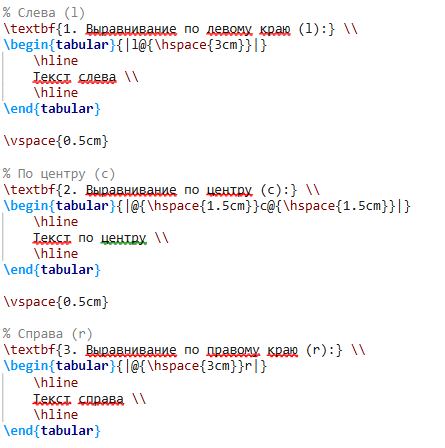 % Слева (l)
\textbf{1. Выравнивание по левому краю (l):} \\
\begin{tabular}{|l@{\hspace{3cm}}|}
\hline
Текст слева \\
\hline
\end{tabular}
\vspace{0.5cm}
% По центру (c)
\textbf{2. Выравнивание по центру (c):} \\
\begin{tabular}{|@{\hspace{1.5cm}}c@{\hspace{1.5cm}}|}
\hline
Текст по центру \\
\hline
\end{tabular}
\vspace{0.5cm}
% Справа (r)
\textbf{3. Выравнивание по правому краю (r):} \\
\begin{tabular}{|@{\hspace{3cm}}r|}
\hline
Текст справа \\
\hline
\end{tabular}